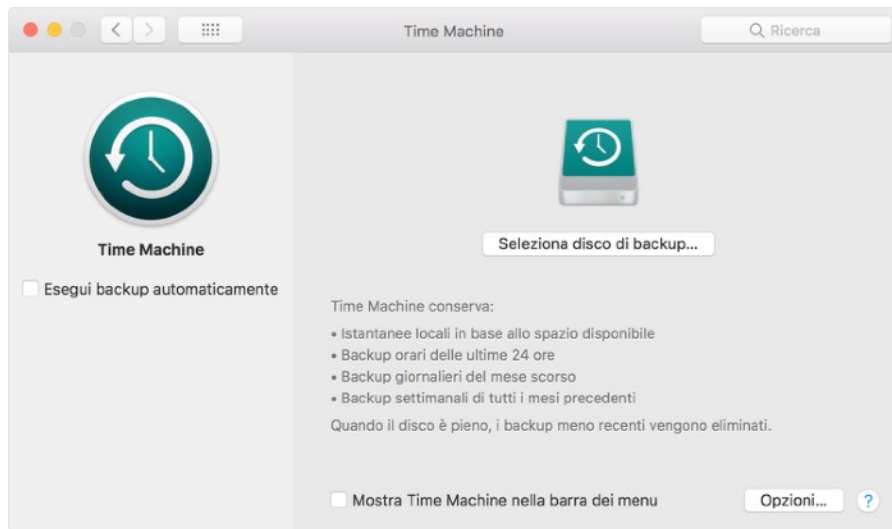 Time Machine
Ricerca
Time Machine
Esegui backup automaticamente
Seleziona disco di backup...
Time Machine conserva:
• Istantanee locali in base allo spazio disponibile
• Backup orari delle ultime 24 ore
• Backup giornalieri del mese scorso
• Backup settimanali di tutti i mesi precedenti
Quando il disco è pieno, i backup meno recenti vengono eliminati.
Mostra Time Machine nella barra dei menu
Opzioni...
?